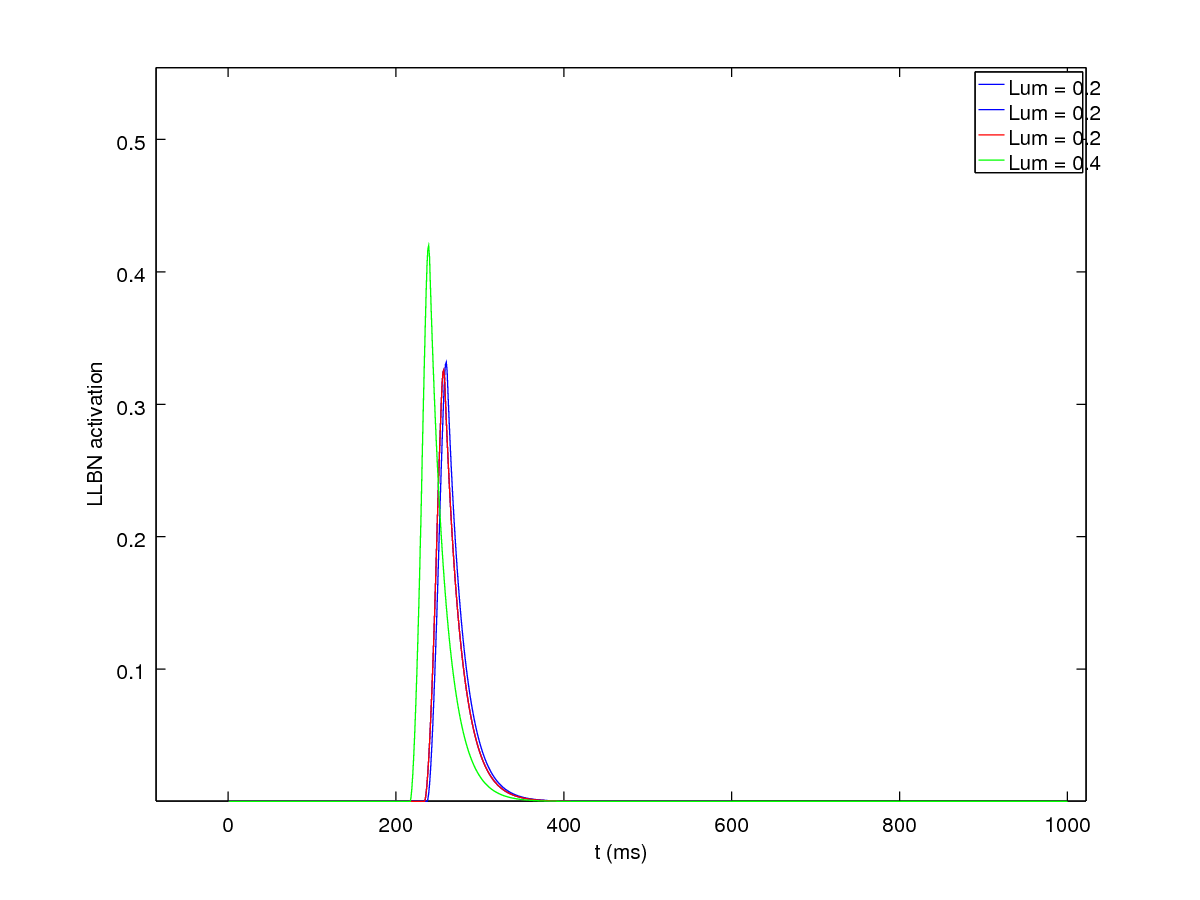 Lum = 0.2
Lum = 0.2
Lum = 0.2
Lum = 0.4
0.5
0.4
0.3
0.2
0.1
LLBN activation
0 200 400 600 800 1000
t (ms)